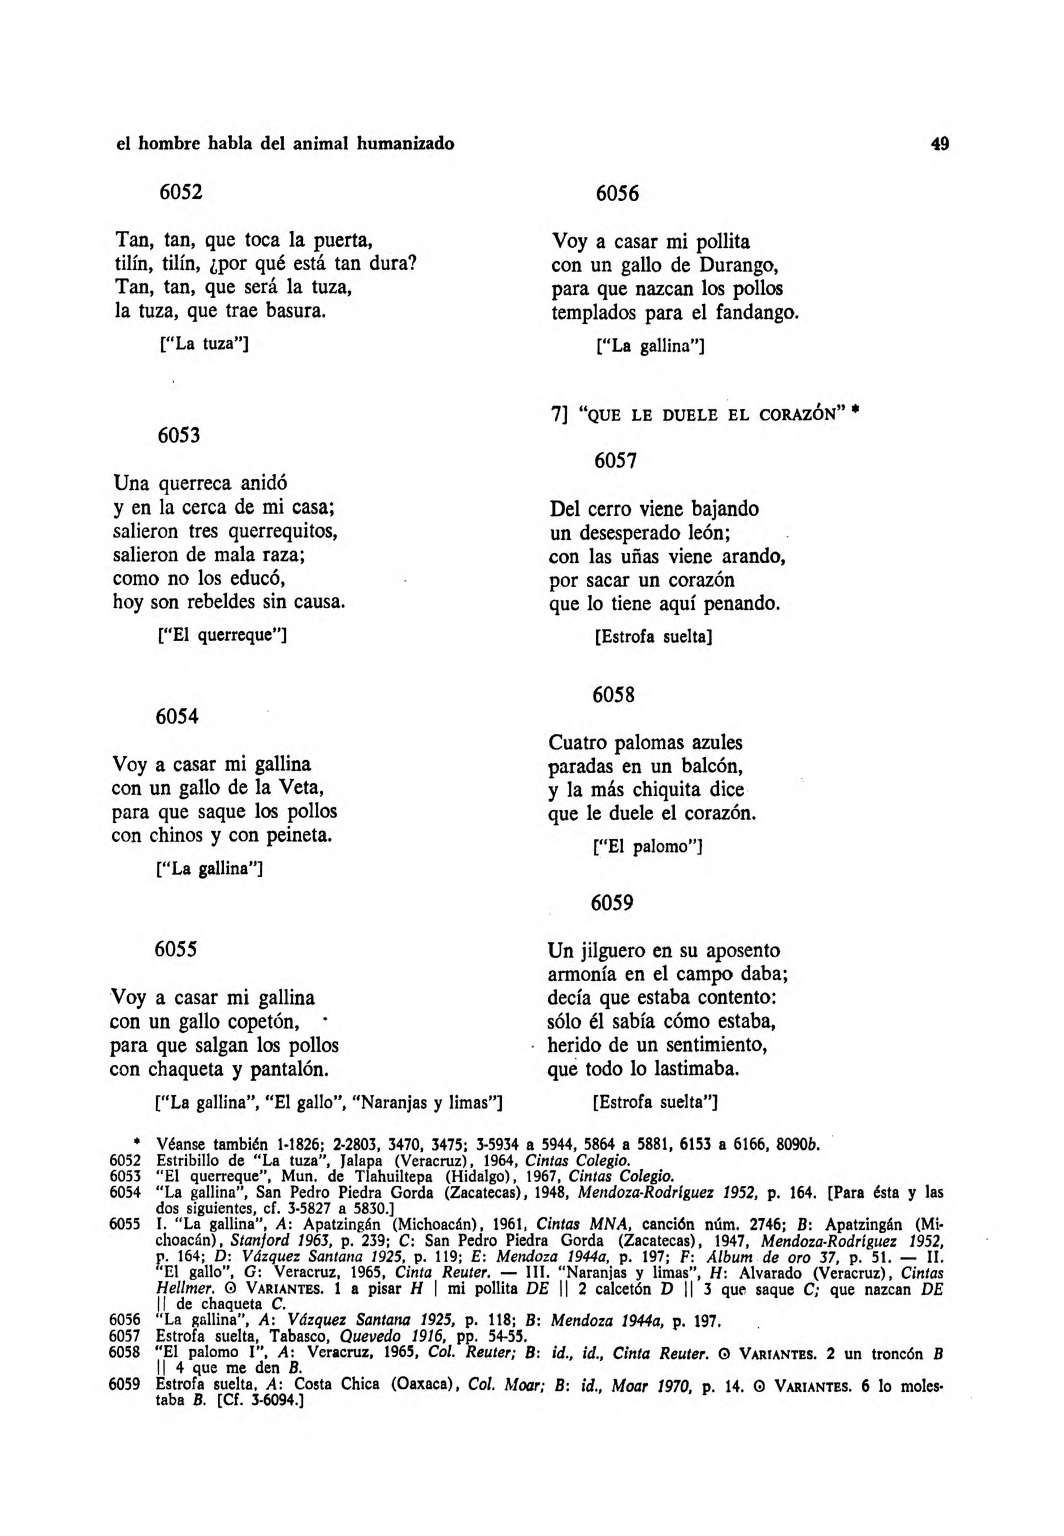 el hombre habla del animal humanizado 49
6052
Tan, tan, que toca la puerta,
tilín, tilín, ¿por qué está tan dura?
Tan, tan, que será la tuza,
la tuza, que trae basura.
["La tuza"]
6053
Una querreca anidó
y en la cerca de mi casa;
salieron tres querrequitos,
salieron de mala raza;
como no los educó,
hoy son rebeldes sin causa.
["El querreque"]
6054
Voy a casar mi gallina
con un gallo de la Veta,
para que saque los pollos
con chinos y con peineta.
["La gallina"]
6055
Voy a casar mi gallina
con un gallo copetón,
para que salgan los pollos
con chaqueta y pantalón.
["La gallina", "El gallo", "Naranjas y limas"]
6056
Voy a casar mi pollita
con un gallo de Durango,
para que nazcan los pollos
templados para el fandango.
["La gallina"]
7] "QUE LE DUELE EL CORAZÓN" *
6057
Del cerro viene bajando
un desesperado león;
con las uñas viene arando,
por sacar un corazón
que lo tiene aquí penando.
[Estrofa suelta]
6058
Cuatro palomas azules
paradas en un balcón,
y la más chiquita dice
que le duele el corazón.
["El palomo"]
6059
Un jilguero en su aposento
armonía en el campo daba;
decía que estaba contento:
sólo él sabía cómo estaba,
herido de un sentimiento,
que todo lo lastimaba.
[Estrofa suelta"]
* Véanse también 1-1826; 2-2803, 3470, 3475; 3-5934 a 5944, 5864 a 5881, 6153 a 6166, 8090b.
6052 Estribillo de "La tuza", Jalapa (Veracruz), 1964, Cintas Colegio.
6053 "El querreque", Mun. de Tlahuiltepa (Hidalgo), 1967, Cintas Colegio.
6054 "La gallina", San Pedro Piedra Gorda (Zacatecas), 1948, Mendoza-Rodríguez 1952, p. 164. [Para ésta y las
dos siguientes, cf. 3-5827 a 5830.]
6055 I. "La gallina", A: Apatzingán (Michoacán), 1961, Cintas MNA, canción núm. 2746; B: Apatzingán (Mi-
choacán), Stanford 1963, p. 239; C: San Pedro Piedra Gorda (Zacatecas), 1947, Mendoza-Rodríguez 1952,
p. 164; D: Vázquez Santana 1925, p. 119; E: Mendoza 1944a, p. 197; F: Álbum de oro 37, p. 51. — II.
"El gallo", G: Veracruz, 1965, Cinta Reuter. — III. "Naranjas y limas", H: Alvarado (Veracruz), Cintas
Hellmer. ⊙ VARIANTES. 1 a pisar H | mi pollita DE || 2 calcetón D || 3 que saque C; que nazcan DE
|| de chaqueta C.
6056 "La gallina", A: Vázquez Santana 1925, p. 118; B: Mendoza 1944a, p. 197.
6057 Estrofa suelta, Tabasco, Quevedo 1916, pp. 54-55.
6058 "El palomo I", A: Veracruz, 1965, Col. Reuter; B: id., id., Cinta Reuter. ⊙ VARIANTES. 2 un troncón B
|| 4 que me den B.
6059 Estrofa suelta, A: Costa Chica (Oaxaca), Col. Moar; B: id., Moar 1970, p. 14. ⊙ VARIANTES. 6 lo moles-
taba B. [Cf. 3-6094.]